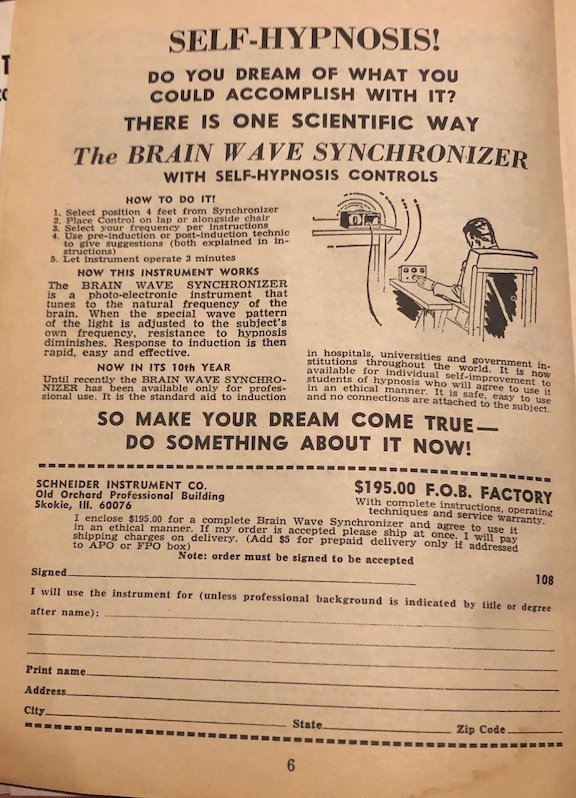 SELF-HYPNOSIS!
DO YOU DREAM OF WHAT YOU
COULD ACCOMPLISH WITH IT?
THERE IS ONE SCIENTIFIC WAY
The BRAIN WAVE SYNCHRONIZER
WITH SELF-HYPNOSIS CONTROLS
HOW TO DO IT!
1. Select position 4 feet from Synchronizer
2. Place Control on lap or alongside chair
3. Select your frequency per instructions
4. Use pre-induction or post-induction technic
to give suggestions (both explained in in-
structions)
5. Let instrument operate 3 minutes
HOW THIS INSTRUMENT WORKS
The BRAIN WAVE SYNCHRONIZER
is a photo-electronic instrument that
tunes to the natural frequency of the
brain. When the special wave pattern
of the light is adjusted to the subject's
own frequency, resistance to hypnosis
diminishes. Response to induction is then
rapid, easy and effective.
NOW IN ITS 10th YEAR
Until recently the BRAIN WAVE SYNCHRO-
NIZER has been available only for profes-
sional use. It is the standard aid to induction
in hospitals, universities and government in-
stitutions throughout the world. It is now
available for individual self-improvement to
students of hypnosis who will agree to use it
in an ethical manner. It is safe, easy to use
and no connections are attached to the subject.
SO MAKE YOUR DREAM COME TRUE—
DO SOMETHING ABOUT IT NOW!
SCHNEIDER INSTRUMENT CO.
Old Orchard Professional Building
Skokie, Ill. 60076
$195.00 F.O.B. FACTORY
With complete instructions, operating
techniques and service warranty.
I enclose $195.00 for a complete Brain Wave Synchronizer and agree to use it
in an ethical manner. If my order is accepted please ship at once. I will pay
shipping charges on delivery. (Add $5 for prepaid delivery only if addressed
to APO or FPO box)
Note: order must be signed to be accepted
Signed
108
I will use the instrument for (unless professional background is indicated by title or degree
after name):
Print name
Address
City State Zip Code
6